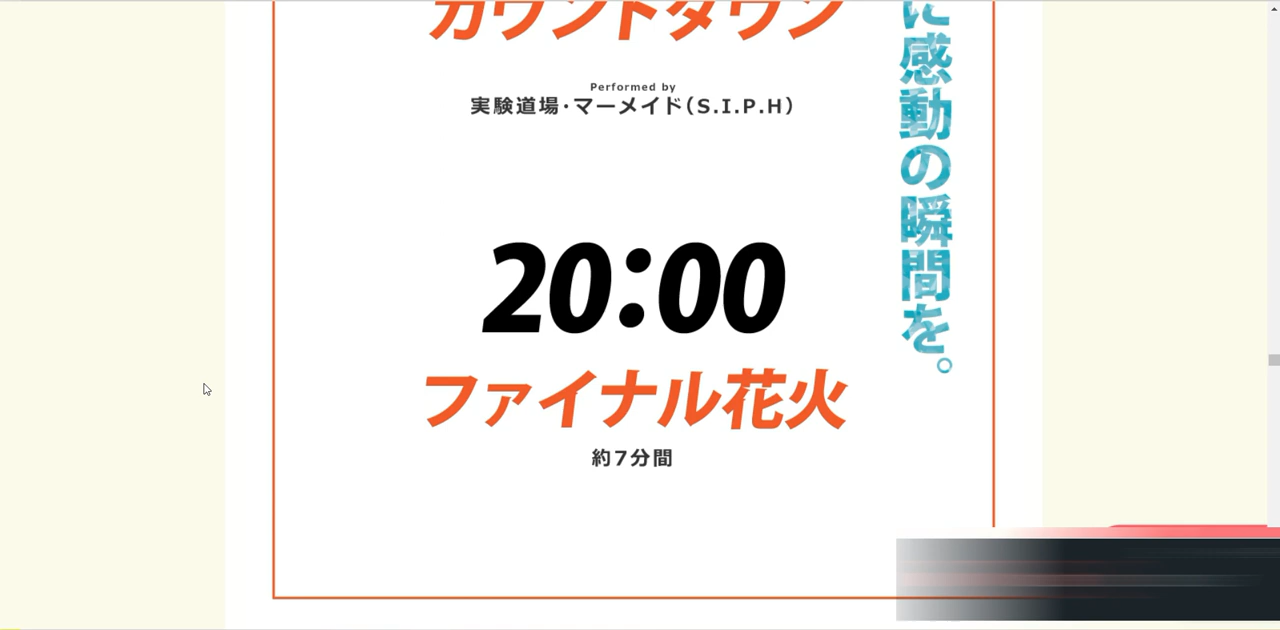 カウントダウン
Performed by
実験道場・マーメイド（S.I.P.H）
20:00
ファイナル花火
約7分間
に感動の瞬間を。